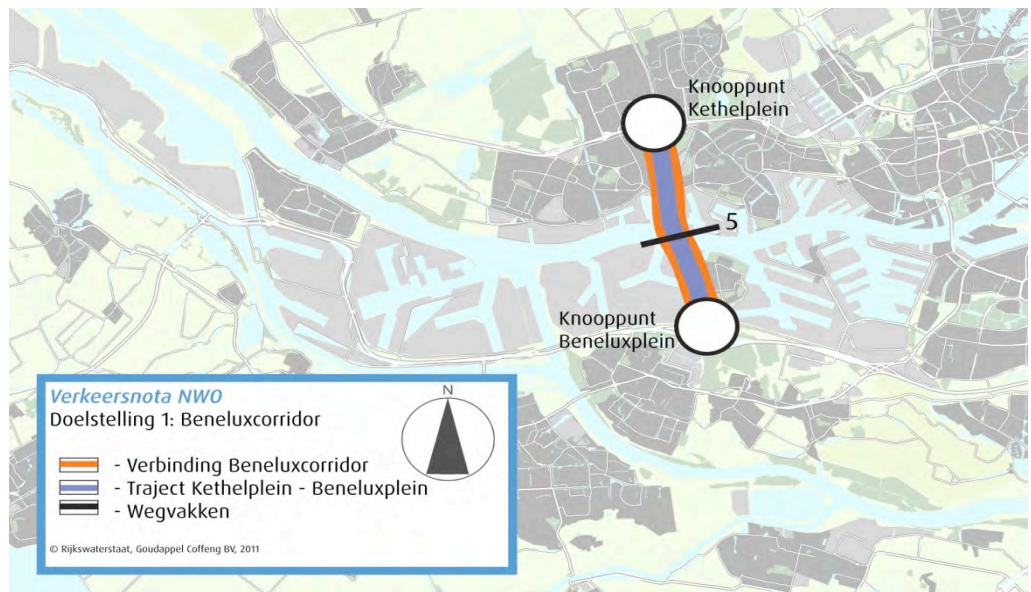 Knooppunt
Kethelplein
5
Knooppunt
Beneluxplein
Verkeersnota NWO
Doelstelling 1: Beneluxcorridor
N
- Verbinding Beneluxcorridor
- Traject Kethelplein - Beneluxplein
- Wegvakken
© Rijkswaterstaat, Goudappel Coffeng BV, 2011